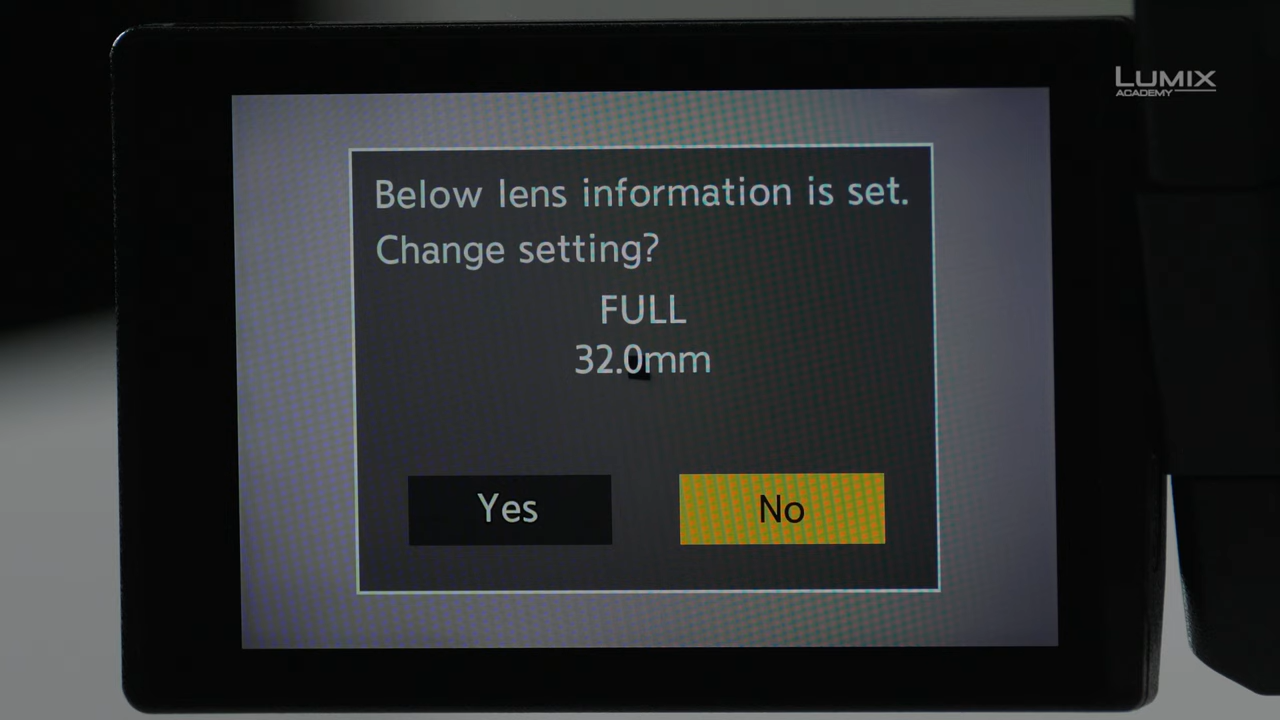 LUMIX
ACADEMY
Below lens information is set.
Change setting?
FULL
32.0mm
Yes
No